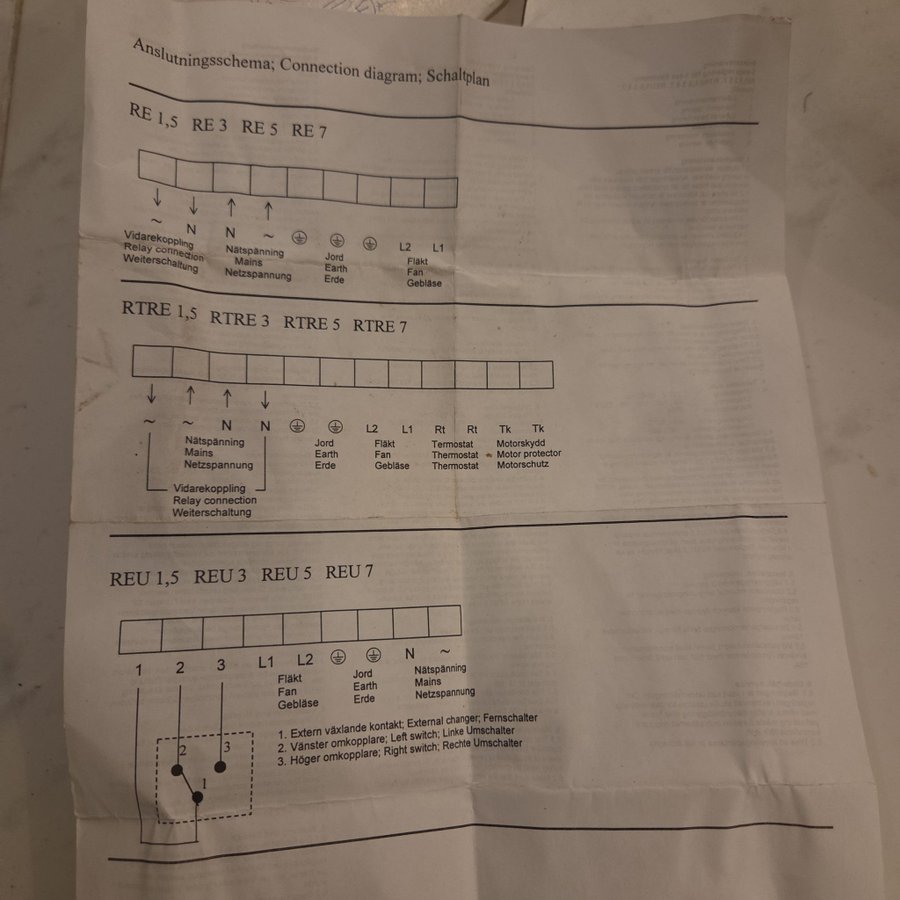 Anslutningsschema; Connection diagram; Schaltplan
RE 1,5 RE 3 RE 5 RE 7
~ N N ~ L2 L1
Vidarekoppling Nätspänning Jord Fläkt
Relay connection Mains Earth Fan
Weiterschaltung Netzspannung Erde Gebläse
RTRE 1,5 RTRE 3 RTRE 5 RTRE 7
~ ~ N N L2 L1 Rt Rt Tk Tk
Nätspänning Jord Fläkt Termostat Motorskydd
Mains Earth Fan Thermostat Motor protector
Netzspannung Erde Gebläse Thermostat Motorschutz
Vidarekoppling
Relay connection
Weiterschaltung
REU 1,5 REU 3 REU 5 REU 7
1 2 3 L1 L2 N ~
Fläkt Jord Nätspänning
Fan Earth Mains
Gebläse Erde Netzspannung
1. Extern växlande kontakt; External changer; Fernschalter
2. Vänster omkopplare; Left switch; Linke Umschalter
3. Höger omkopplare; Right switch; Rechte Umschalter
2 3
1